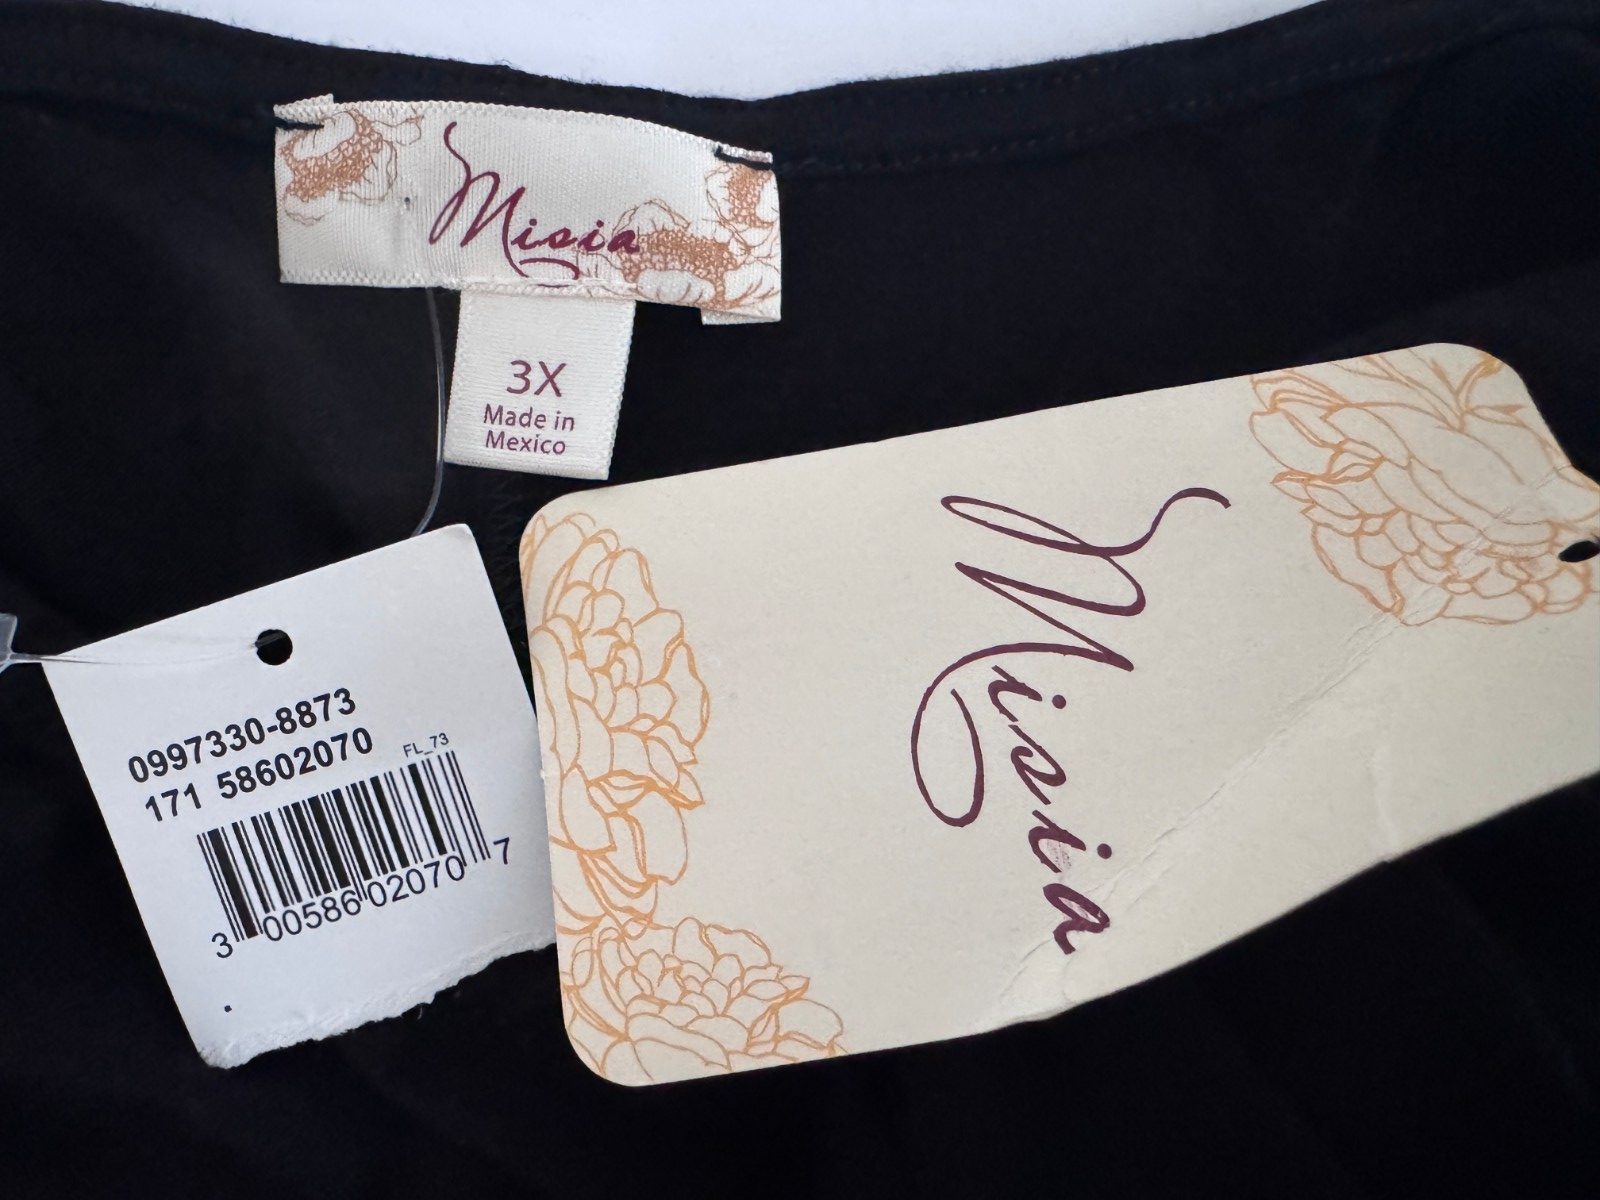 Misia
3X
Made in
Mexico
0997330-8873
171 58602070
FL_73
3 00586 02070 7
Misia